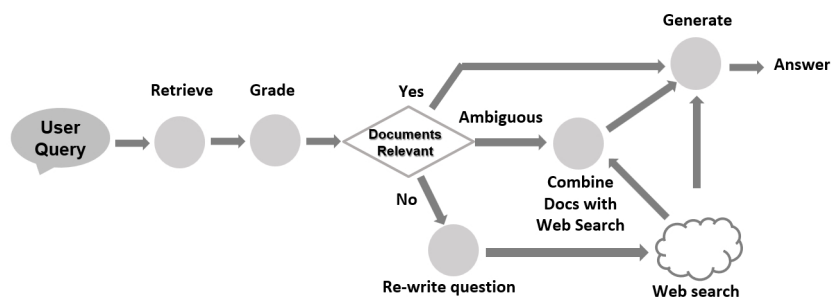 Generate
Answer
Retrieve
Grade
Yes
Ambiguous
User
Query
Documents
Relevant
No
Combine
Docs with
Web Search
Re-write question
Web search